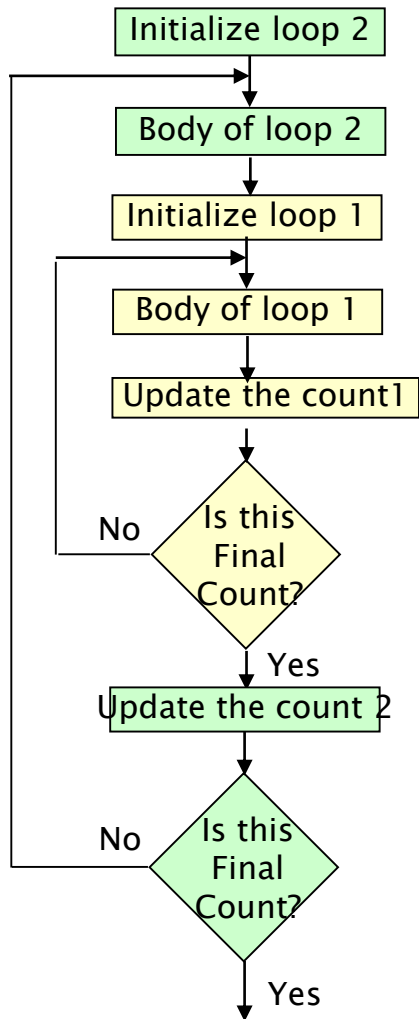 Initialize loop 2
Body of loop 2
Initialize loop 1
Body of loop 1
Update the count1
Is this
Final
Count?
No
Yes
Update the count 2
Is this
Final
Count?
No
Yes